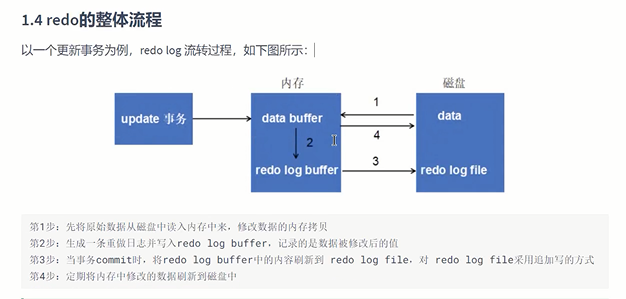 1.4 redo的整体流程
以一个更新事务为例，redo log 流转过程，如下图所示：
内存
磁盘
update 事务
data buffer
1
data
4
2
redo log buffer
3
redo log file
第1步：先将原始数据从磁盘中读入内存中来，修改数据的内存拷贝
第2步：生成一条重做日志并写入redo log buffer，记录的是数据被修改后的值
第3步：当事务commit时，将redo log buffer中的内容刷新到 redo log file，对 redo log file采用追加写的方式
第4步：定期将内存中修改的数据刷新到磁盘中